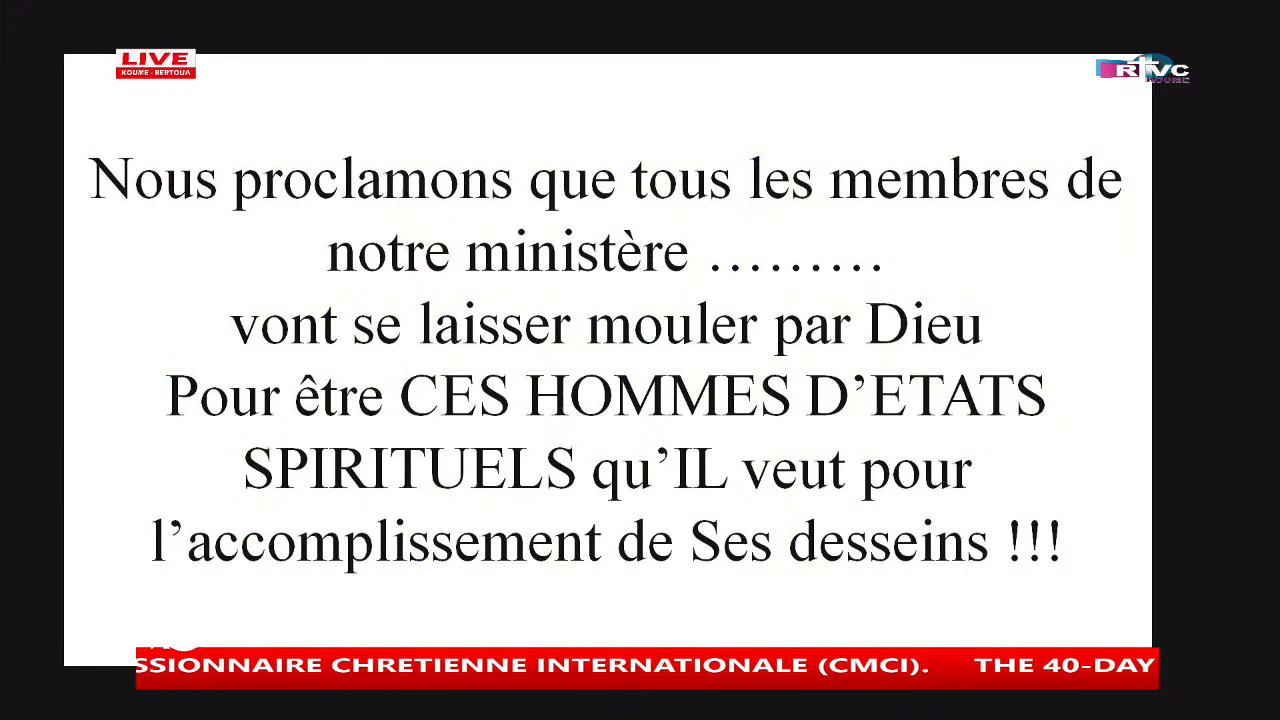 LIVE
KOUME - BERTOUA
RTVC
Nous proclamons que tous les membres de
notre ministère ………
vont se laisser mouler par Dieu
Pour être CES HOMMES D’ETATS
SPIRITUELS qu’IL veut pour
l’accomplissement de Ses desseins !!!
SSIONNAIRE CHRETIENNE INTERNATIONALE (CMCI). THE 40-DAY